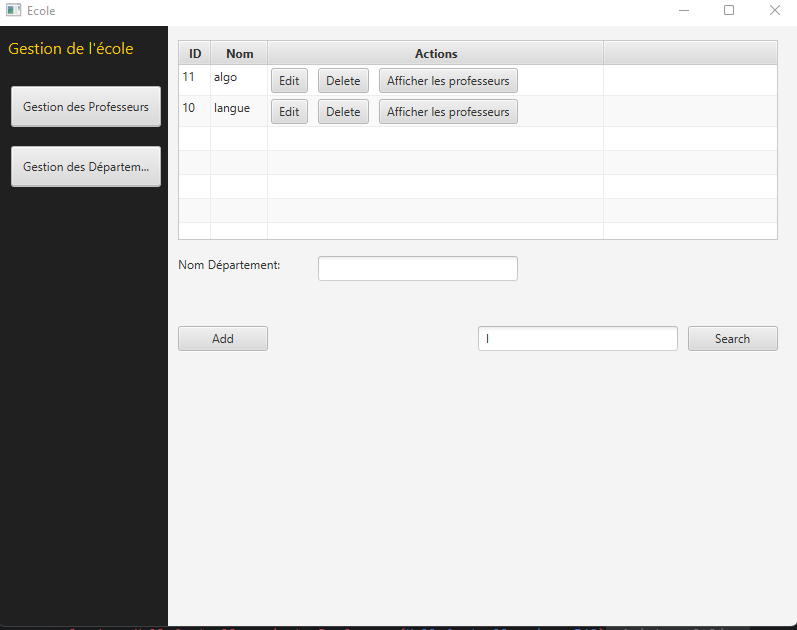 Ecole
Gestion de l'école
Gestion des Professeurs
Gestion des Départem...
ID Nom Actions
11 algo Edit Delete Afficher les professeurs
10 langue Edit Delete Afficher les professeurs
Nom Département:
Add l Search